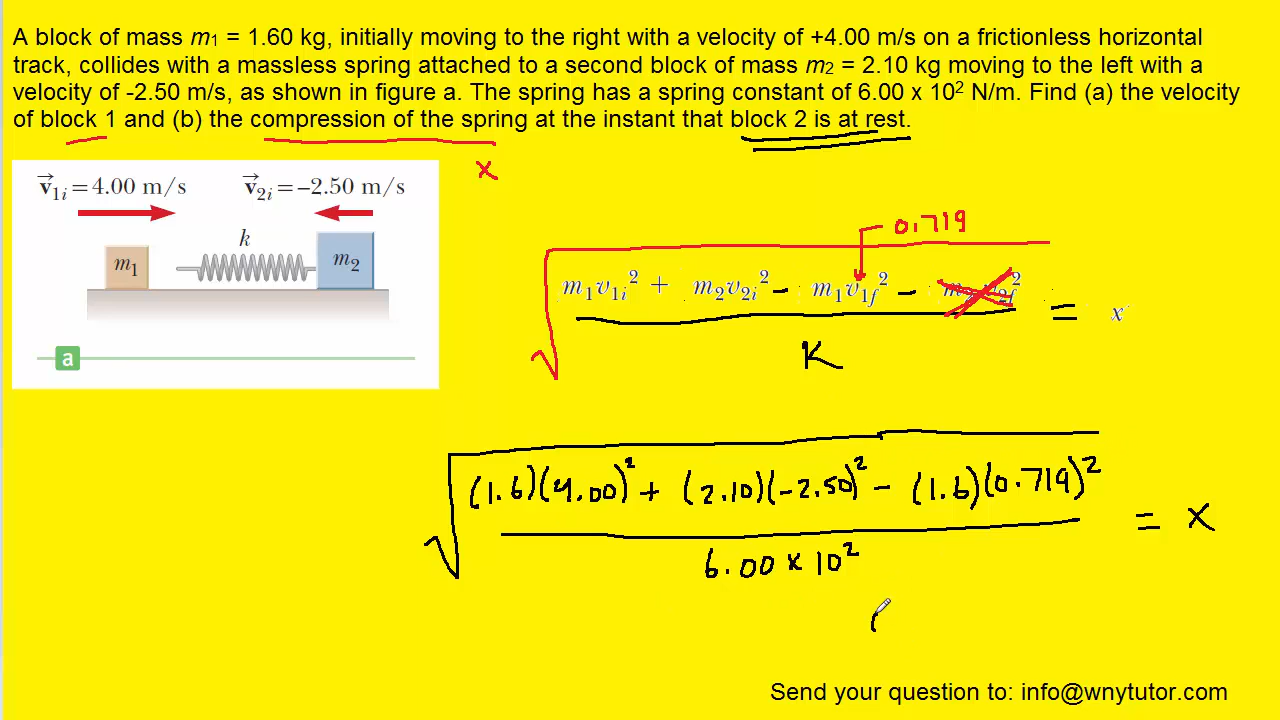 A block of mass m1 = 1.60 kg, initially moving to the right with a velocity of +4.00 m/s on a frictionless horizontal
track, collides with a massless spring attached to a second block of mass m2 = 2.10 kg moving to the left with a
velocity of -2.50 m/s, as shown in figure a. The spring has a spring constant of 6.00 x 10² N/m. Find (a) the velocity
of block 1 and (b) the compression of the spring at the instant that block 2 is at rest.
x
v⃗1i = 4.00 m/s v⃗2i = –2.50 m/s
k
m1 m2
a
0.719
√ m1v1i² + m2v2i² - m1v1f² - m2v2f² = x
K
√ (1.6)(4.00)² + (2.10)(-2.50)² - (1.6)(0.719)² = x
6.00 x 10²
Send your question to: info@wnytutor.com